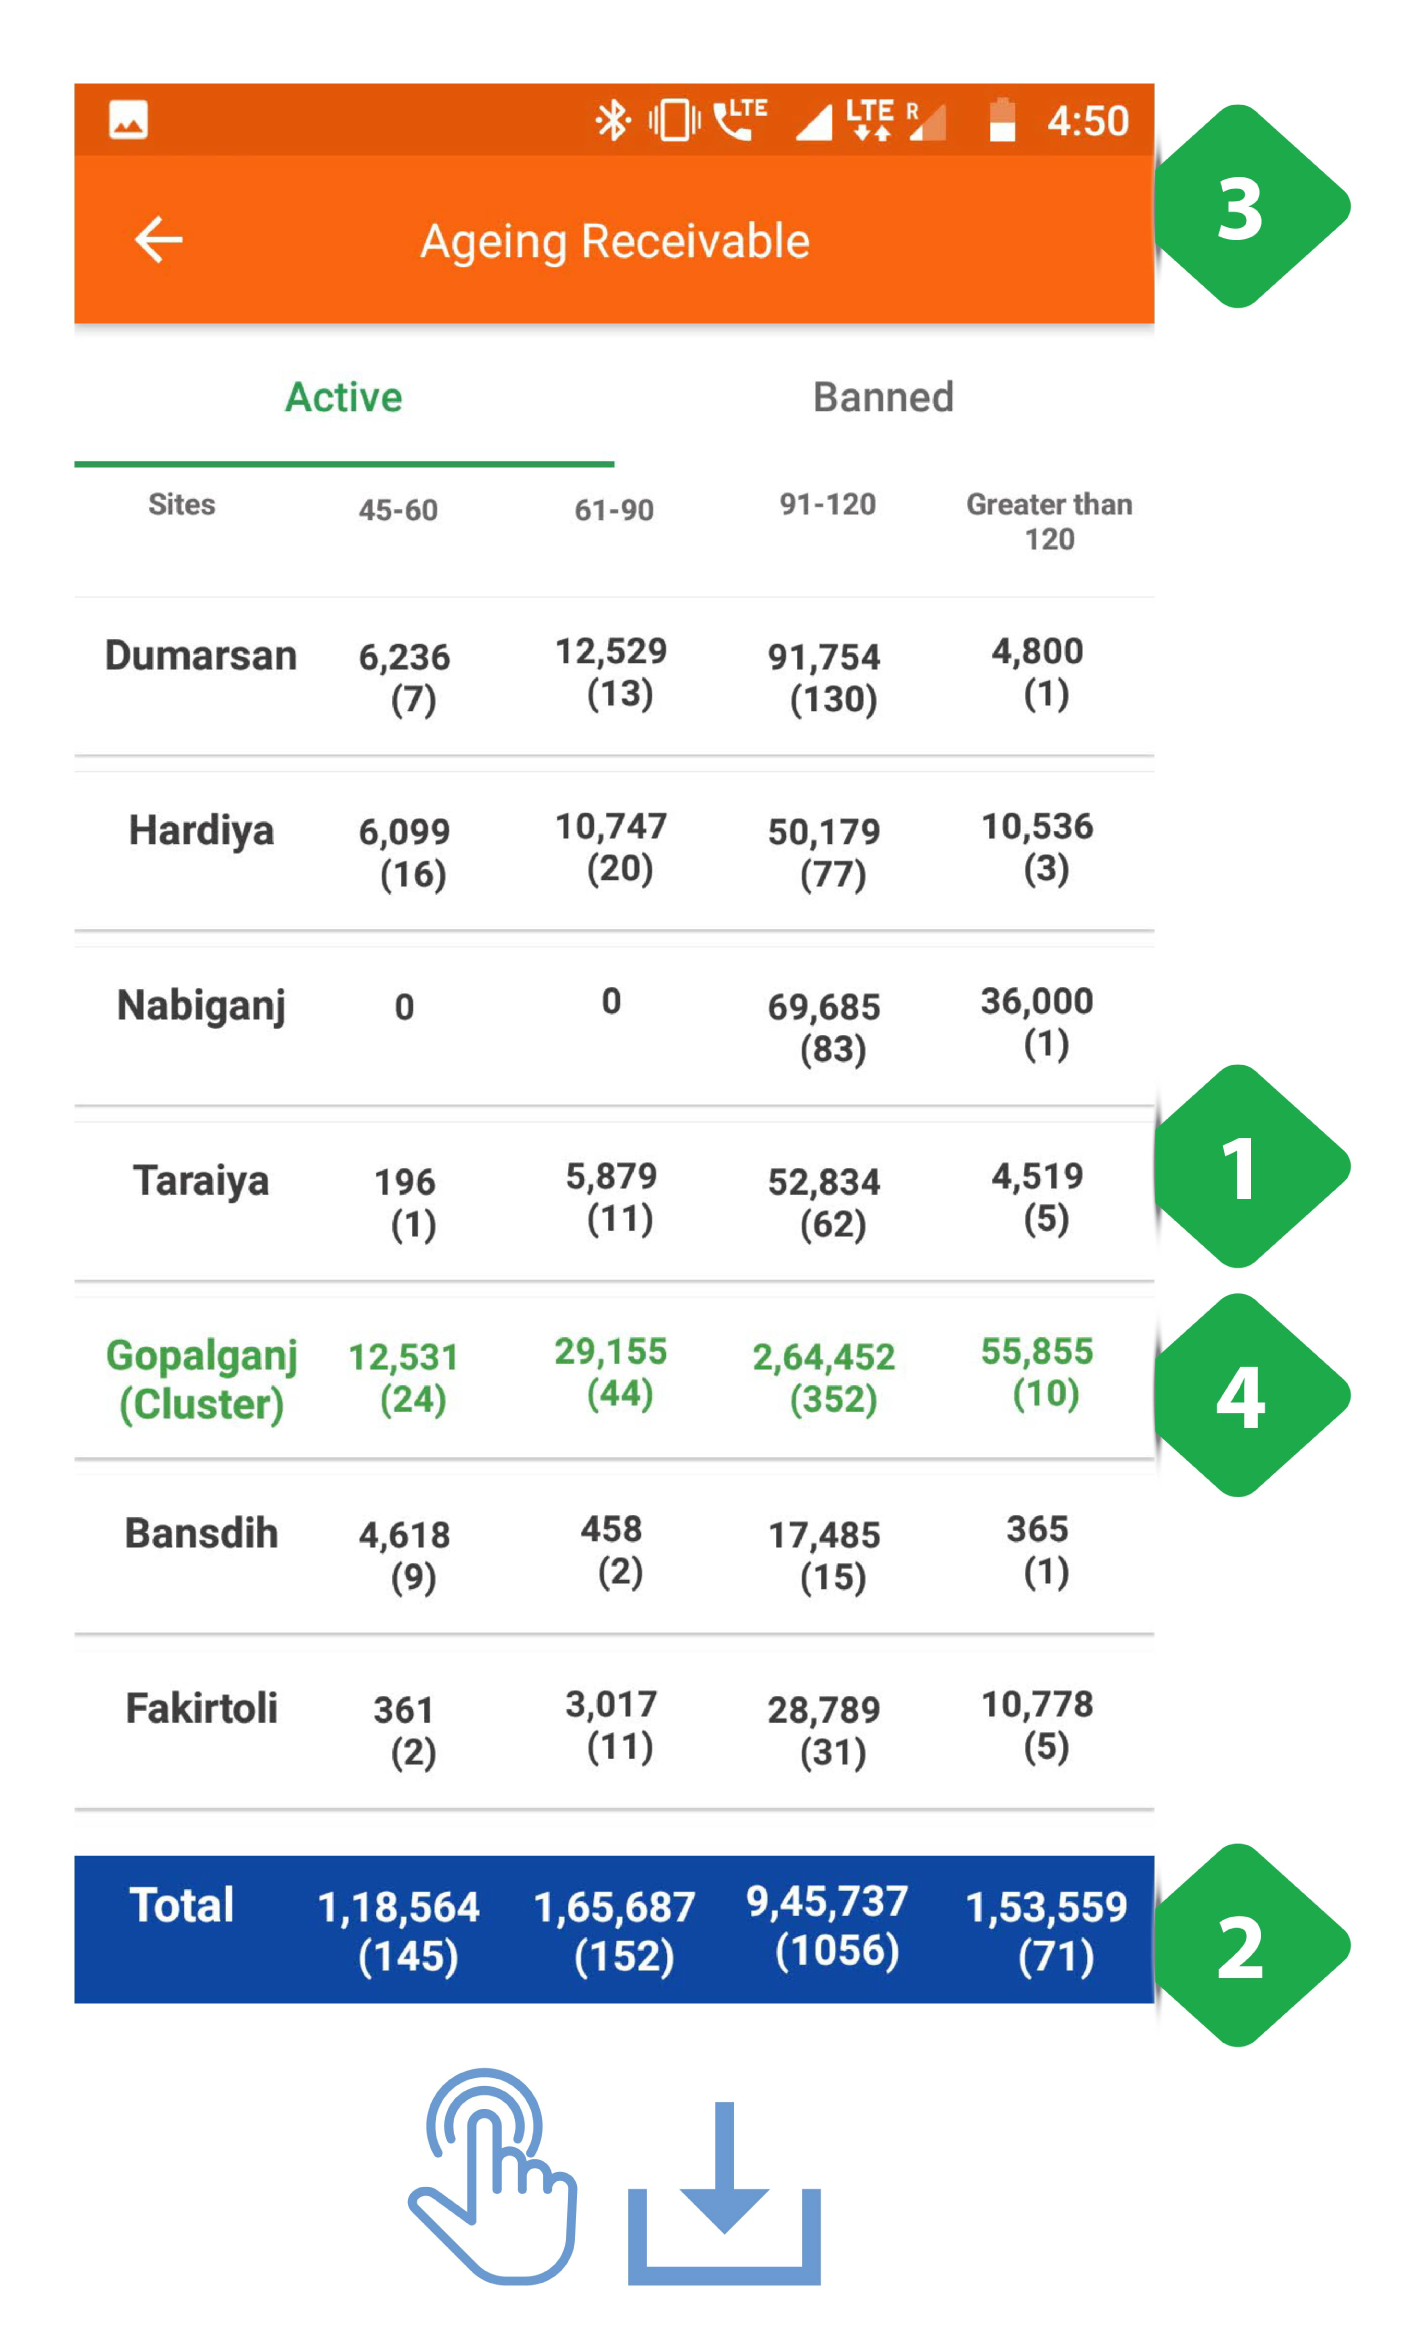 LTE LTE R 4:50
3
Ageing Receivable
Active Banned
Sites 45-60 61-90 91-120 Greater than
120
Dumarsan 6,236 12,529 91,754 4,800
(7) (13) (130) (1)
Hardiya 6,099 10,747 50,179 10,536
(16) (20) (77) (3)
Nabiganj 0 0 69,685 36,000
(83) (1)
1
Taraiya 196 5,879 52,834 4,519
(1) (11) (62) (5)
Gopalganj 12,531 29,155 2,64,452 55,855
(Cluster) (24) (44) (352) (10)
4
Bansdih 4,618 458 17,485 365
(9) (2) (15) (1)
Fakirtoli 361 3,017 28,789 10,778
(2) (11) (31) (5)
Total 1,18,564 1,65,687 9,45,737 1,53,559
(145) (152) (1056) (71)
2